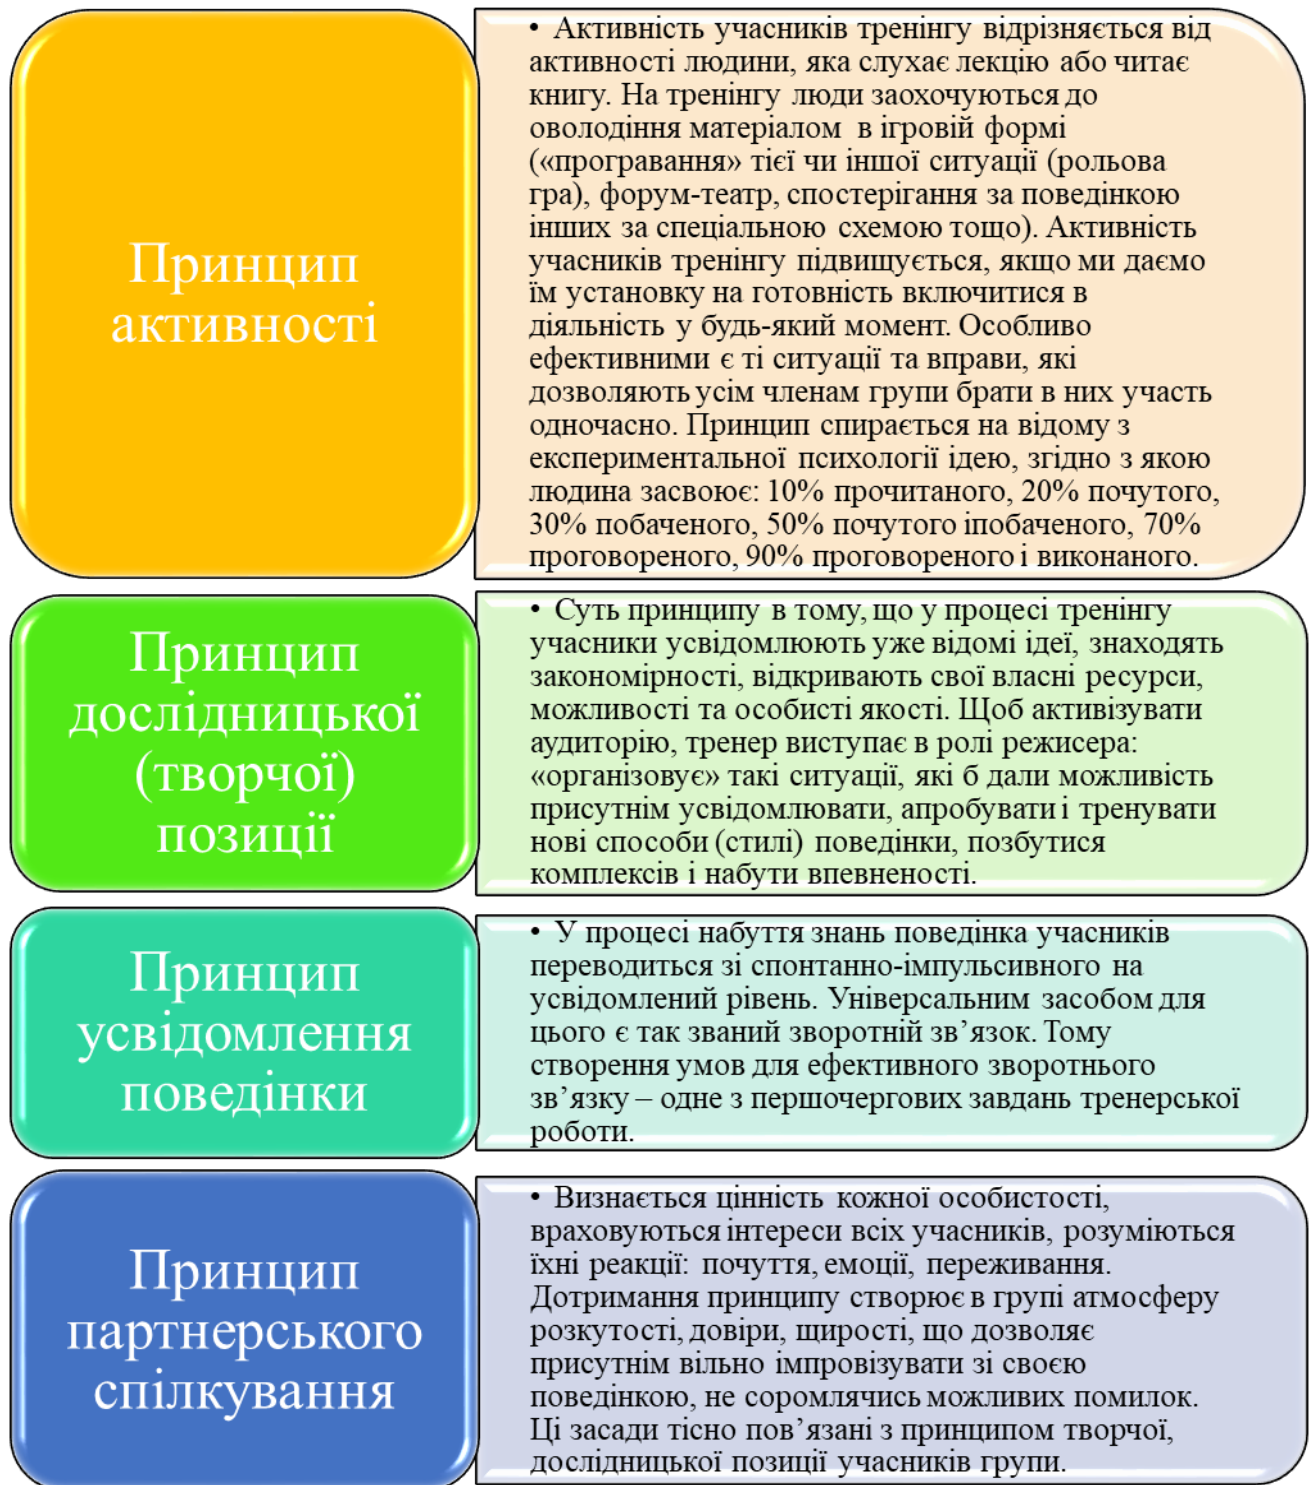 Принцип
активності
• Активність учасників тренінгу відрізняється від
активності людини, яка слухає лекцію або читає
книгу. На тренінгу люди заохочуються до
оволодіння матеріалом в ігровій формі
(«програвання» тієї чи іншої ситуації (рольова
гра), форум-театр, спостерігання за поведінкою
інших за спеціальною схемою тощо). Активність
учасників тренінгу підвищується, якщо ми даємо
їм установку на готовність включитися в
діяльність у будь-який момент. Особливо
ефективними є ті ситуації та вправи, які
дозволяють усім членам групи брати в них участь
одночасно. Принцип спирається на відому з
експериментальної психології ідею, згідно з якою
людина засвоює: 10% прочитаного, 20% почутого,
30% побаченого, 50% почутого іпобаченого, 70%
проговореного, 90% проговореного і виконаного.
Принцип
дослідницької
(творчої)
позиції
• Суть принципу в тому, що у процесі тренінгу
учасники усвідомлюють уже відомі ідеї, знаходять
закономірності, відкривають свої власні ресурси,
можливості та особисті якості. Щоб активізувати
аудиторію, тренер виступає в ролі режисера:
«організовує» такі ситуації, які б дали можливість
присутнім усвідомлювати, апробувати і тренувати
нові способи (стилі) поведінки, позбутися
комплексів і набути впевненості.
Принцип
усвідомлення
поведінки
• У процесі набуття знань поведінка учасників
переводиться зі спонтанно-імпульсивного на
усвідомлений рівень. Універсальним засобом для
цього є так званий зворотній зв’язок. Тому
створення умов для ефективного зворотнього
зв’язку – одне з першочергових завдань тренерської
роботи.
Принцип
партнерського
спілкування
• Визнається цінність кожної особистості,
враховуються інтереси всіх учасників, розуміються
їхні реакції: почуття, емоції, переживання.
Дотримання принципу створює в групі атмосферу
розкутості, довіри, щирості, що дозволяє
присутнім вільно імпровізувати зі своєю
поведінкою, не соромлячись можливих помилок.
Ці засади тісно пов’язані з принципом творчої,
дослідницької позиції учасників групи.